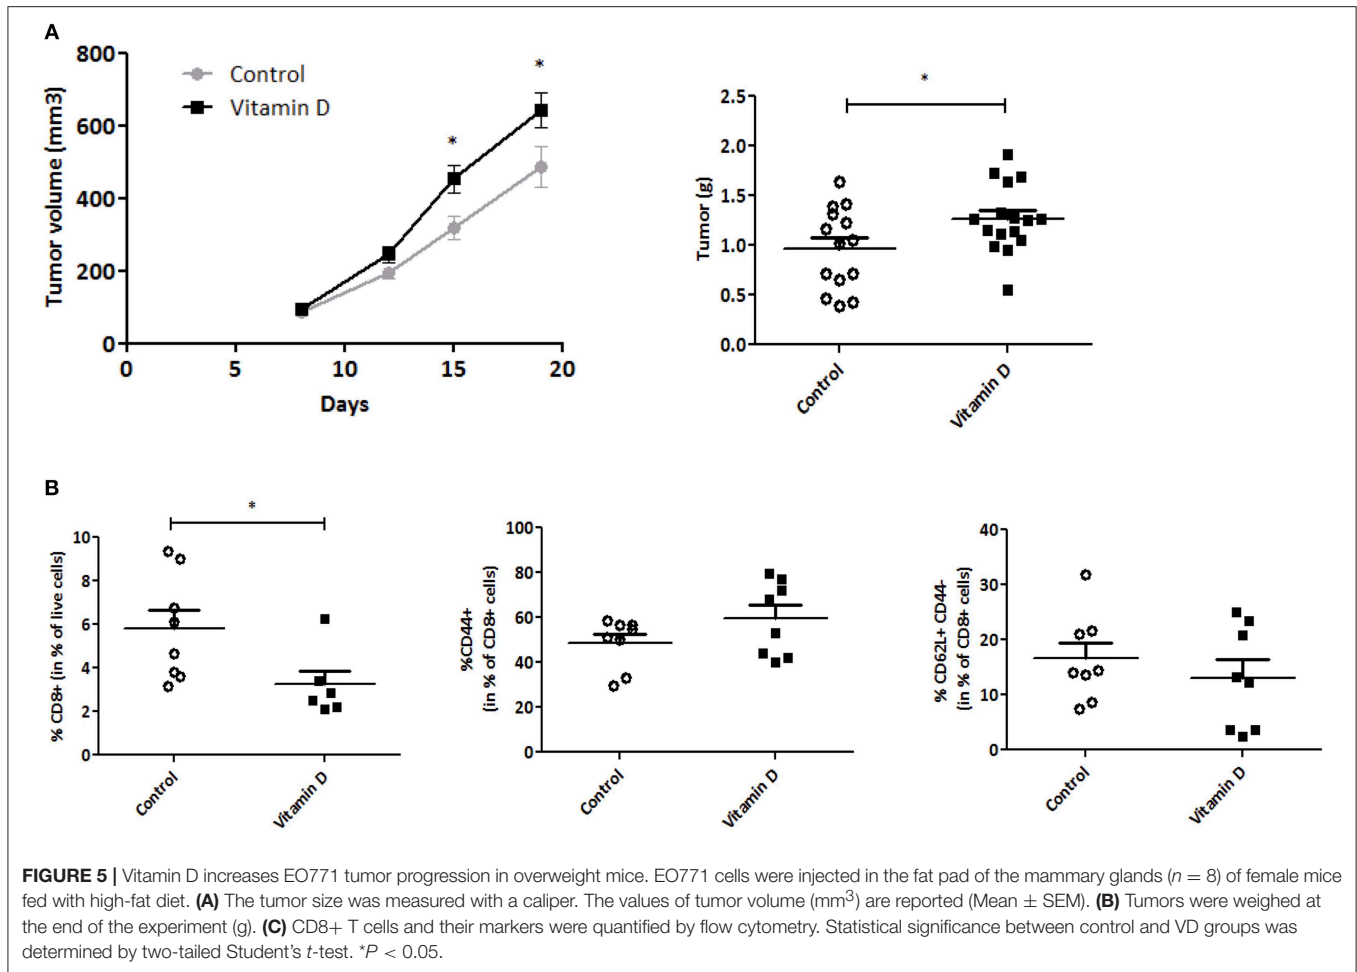 A
800
600
400
200
0
Tumor volume (mm3)
Control
Vitamin D
*
*
0 5 10 15 20
Days
*
2.5
2.0
1.5
1.0
0.5
0.0
Tumor (g)
Control
Vitamin D
B
*
10
8
6
4
2
0
% CD8+ (in % of live cells)
Control
Vitamin D
100
80
60
40
20
0
%CD44+
(in % of CD8+ cells)
Control
Vitamin D
40
30
20
10
0
% CD62L+ CD44-
(in % of CD8+ cells)
Control
Vitamin D
FIGURE 5 | Vitamin D increases EO771 tumor progression in overweight mice. EO771 cells were injected in the fat pad of the mammary glands (n = 8) of female mice
fed with high-fat diet. (A) The tumor size was measured with a caliper. The values of tumor volume (mm³) are reported (Mean ± SEM). (B) Tumors were weighed at
the end of the experiment (g). (C) CD8+ T cells and their markers were quantified by flow cytometry. Statistical significance between control and VD groups was
determined by two-tailed Student's t-test. *P < 0.05.